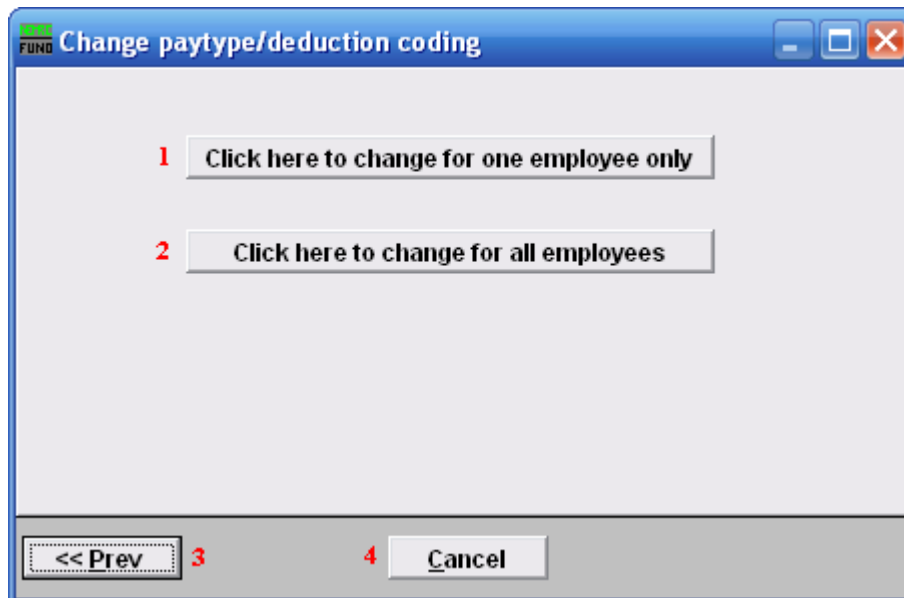 FUND Change paytype/deduction coding
1 Click here to change for one employee only
2 Click here to change for all employees
<< Prev 3 4 Cancel